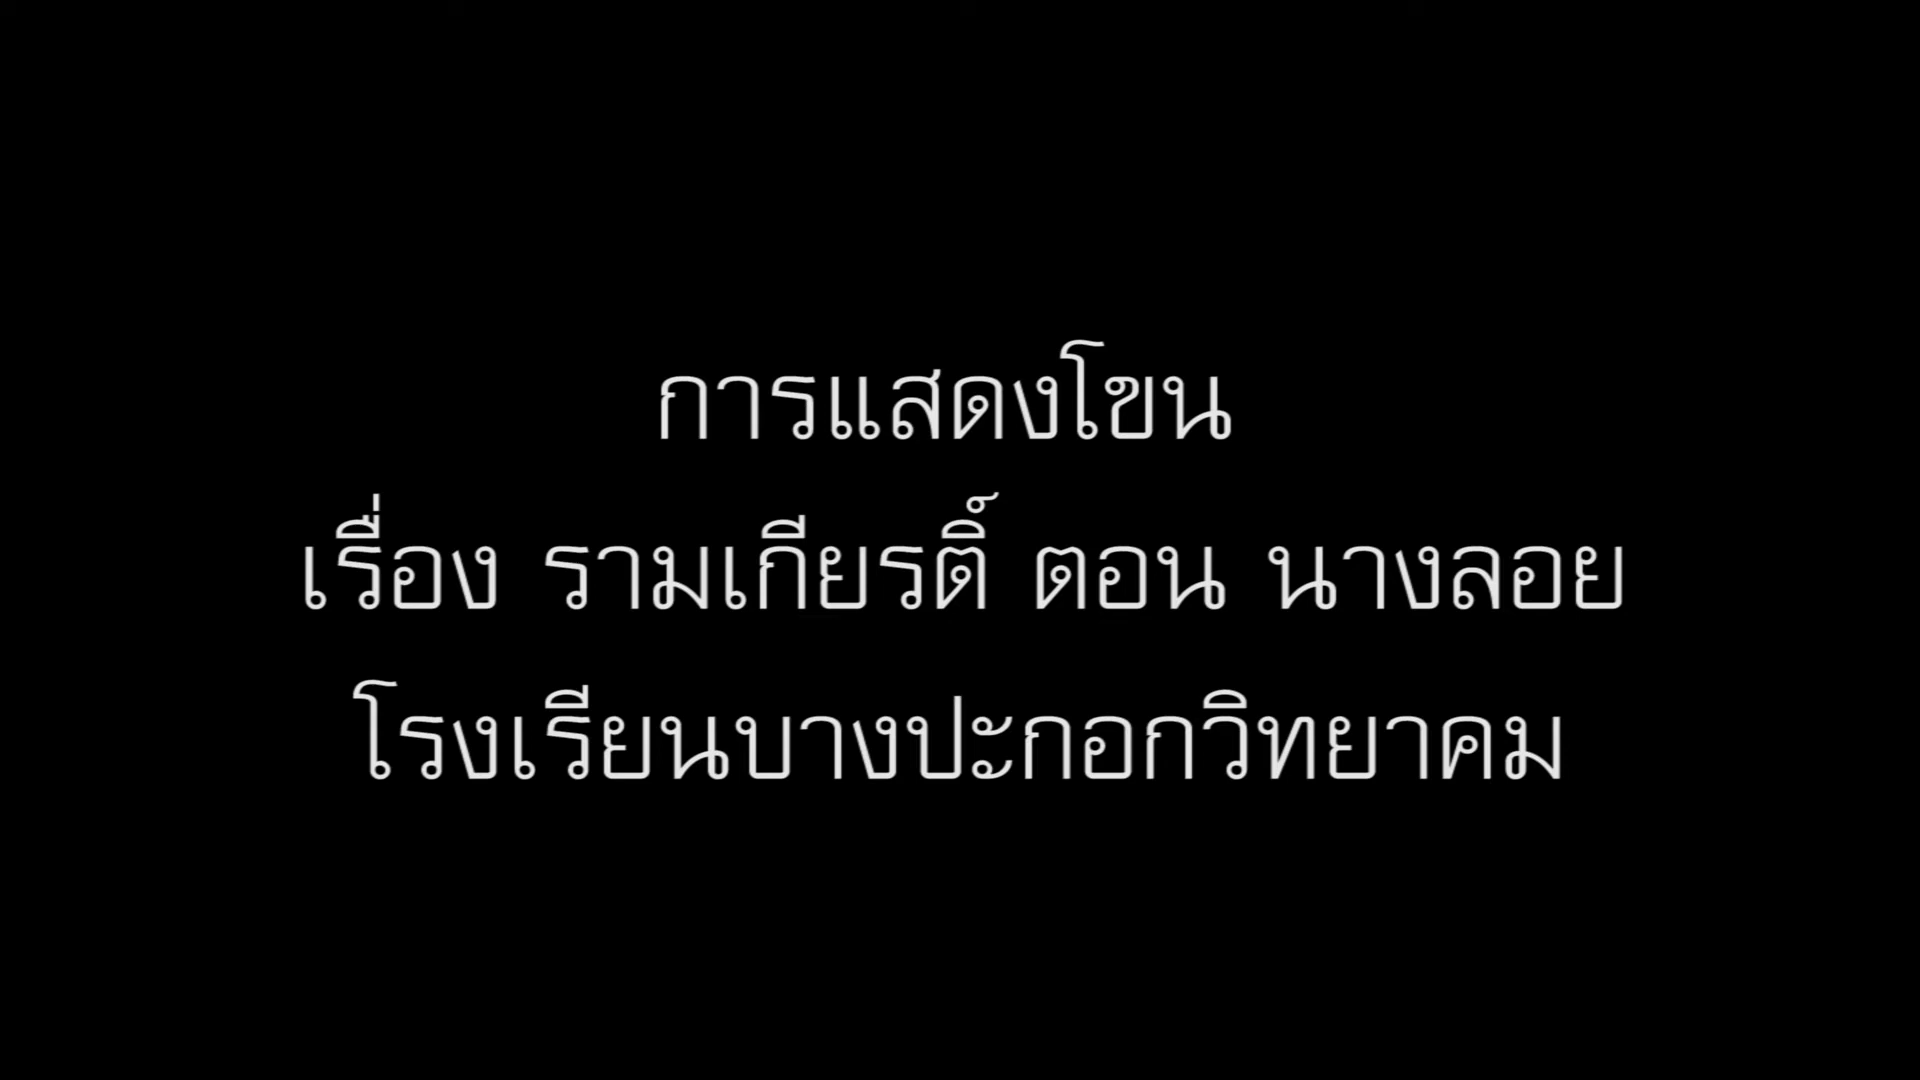 การแสดงโขน
เรื่อง รามเกียรติ์ ตอน นางลอย
โรงเรียนบางปะกอกวิทยาคม